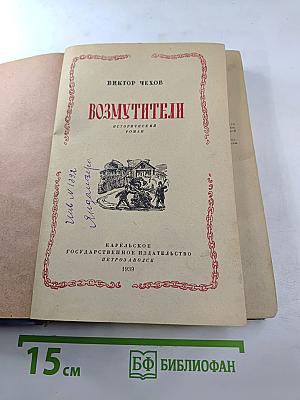 ВИКТОР ЧЕХОВ
ВОЗМУТИТЕЛИ
ИСТОРИЧЕСКИЙ
РОМАН
КАРЕЛЬСКОЕ
ГОСУДАРСТВЕННОЕ ИЗДАТЕЛЬСТВО
ПЕТРОЗАВОДСК
1939
15 см
БФ БИБЛИОФАН